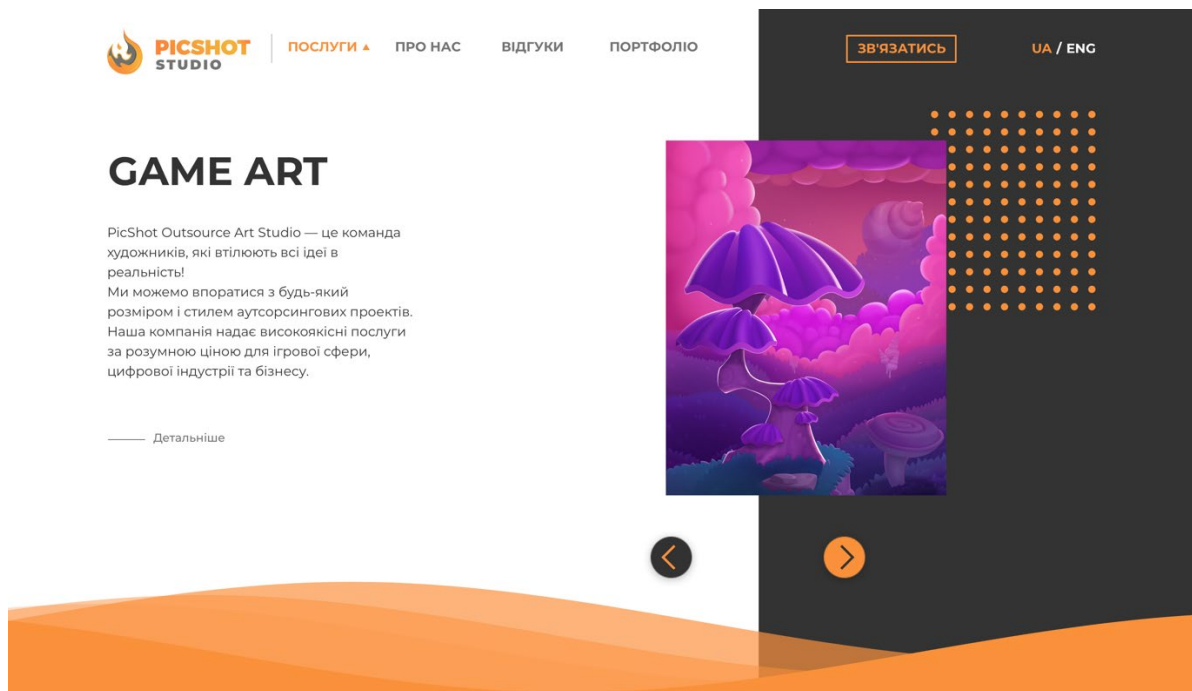 PICSHOT
STUDIO
ПОСЛУГИ ▲ ПРО НАС ВІДГУКИ ПОРТФОЛІО ЗВ'ЯЗАТИСЬ UA / ENG
GAME ART
PicShot Outsource Art Studio — це команда
художників, які втілюють всі ідеї в
реальність!
Ми можемо впоратися з будь-який
розміром і стилем аутсорсингових проектів.
Наша компанія надає високоякісні послуги
за розумною ціною для ігрової сфери,
цифрової індустрії та бізнесу.
Детальніше